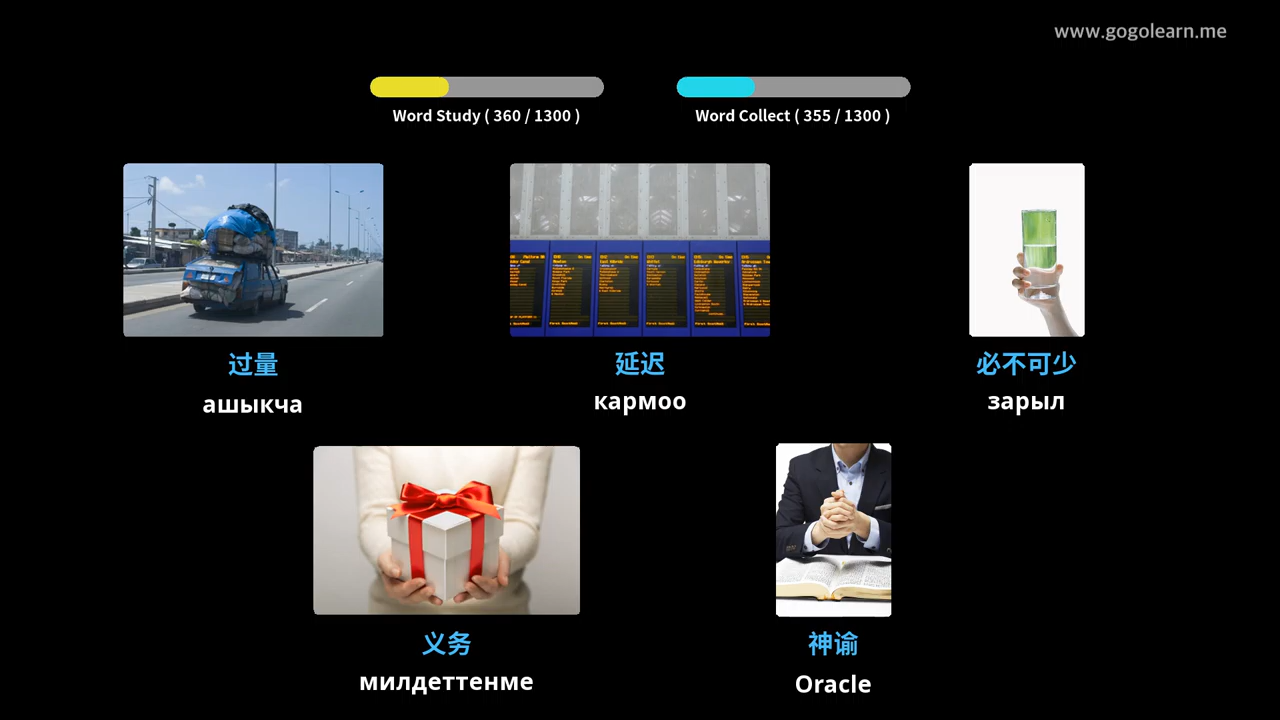 www.gogolearn.me
Word Study ( 360 / 1300 )
Word Collect ( 355 / 1300 )
过量
ашыкча
延迟
кармоо
必不可少
зарыл
义务
милдеттенме
神谕
Oracle